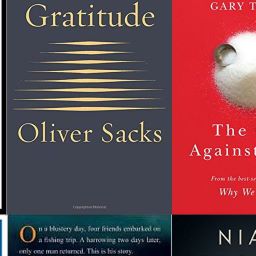 Gratitude
Oliver Sacks
GARY T
The
Against
From the best-se
Why We
On a blustery day, four friends embarked on
a fishing trip. A harrowing two days later,
only one man returned. This is his story.
NIA